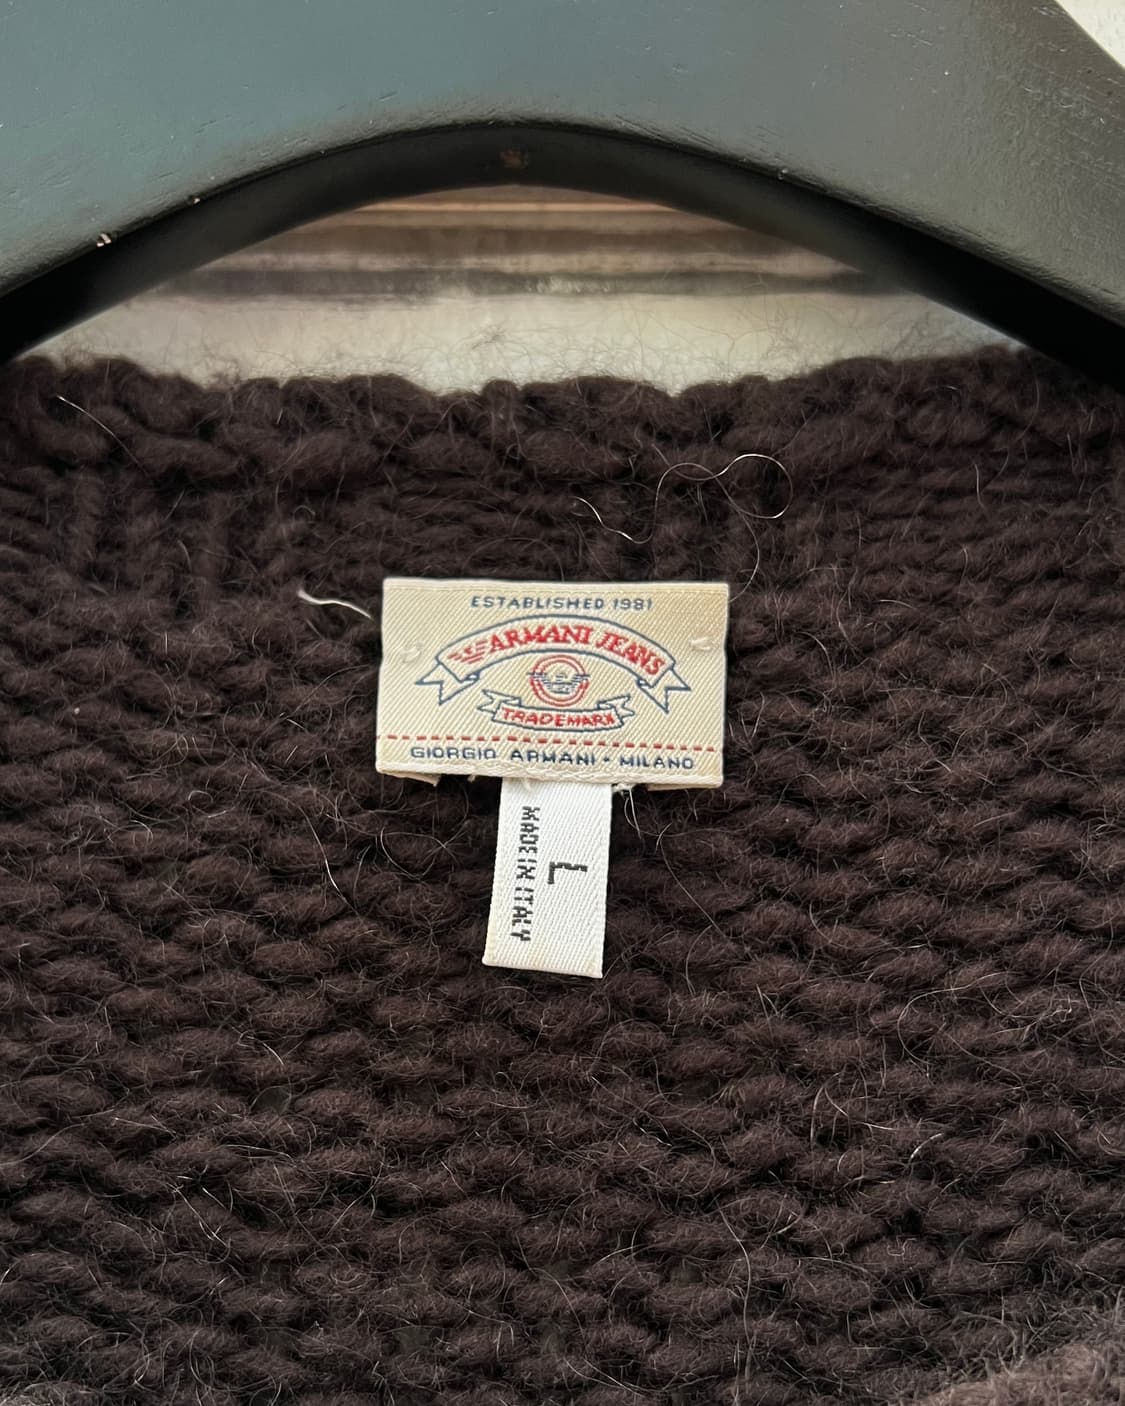 ESTABLISHED 1981
ARMANI JEANS
TRADEMARK
GIORGIO ARMANI - MILANO
L
MADE IN ITALY